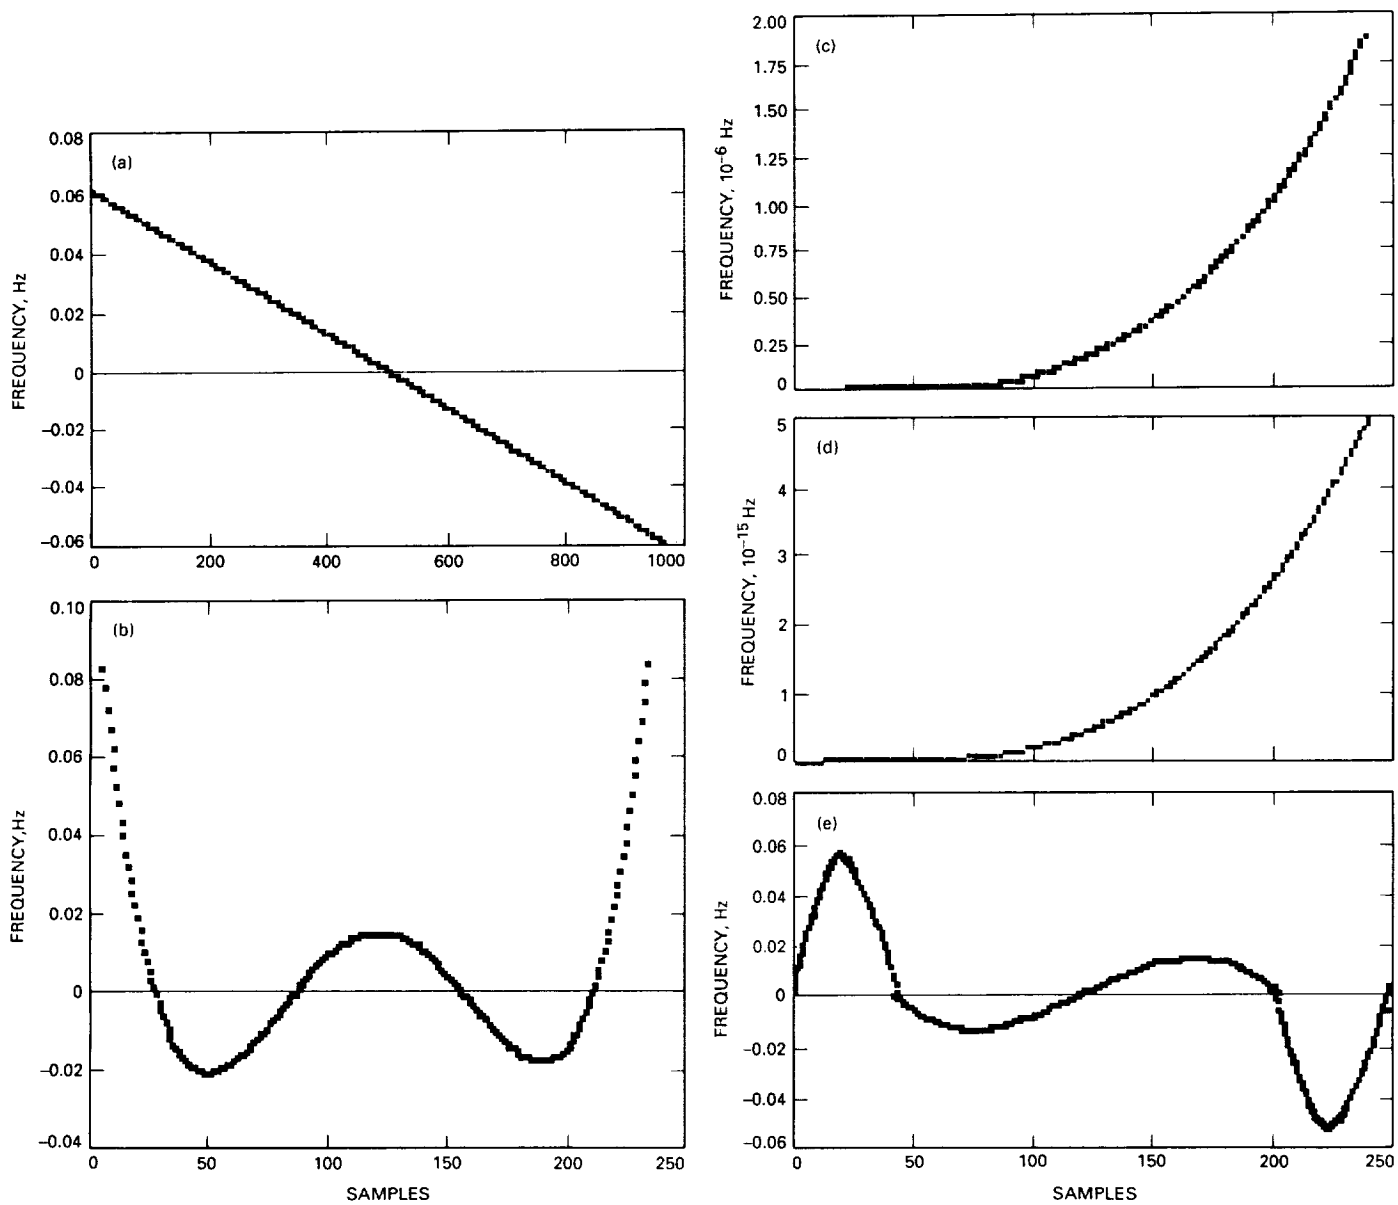 0.08
(a)
0.06
0.04
0.02
0
−0.02
−0.04
−0.06
FREQUENCY, Hz
0 200 400 600 800 1000
0.10
(b)
0.08
0.06
0.04
0.02
0
−0.02
−0.04
FREQUENCY,Hz
0 50 100 150 200 250
SAMPLES
2.00
(c)
1.75
1.50
1.25
1.00
0.75
0.50
0.25
0
FREQUENCY, 10⁻⁶ Hz
5
(d)
4
3
2
1
0
FREQUENCY, 10⁻¹⁵ Hz
0.08
(e)
0.06
0.04
0.02
0
−0.02
−0.04
−0.06
FREQUENCY, Hz
0 50 100 150 200 250
SAMPLES